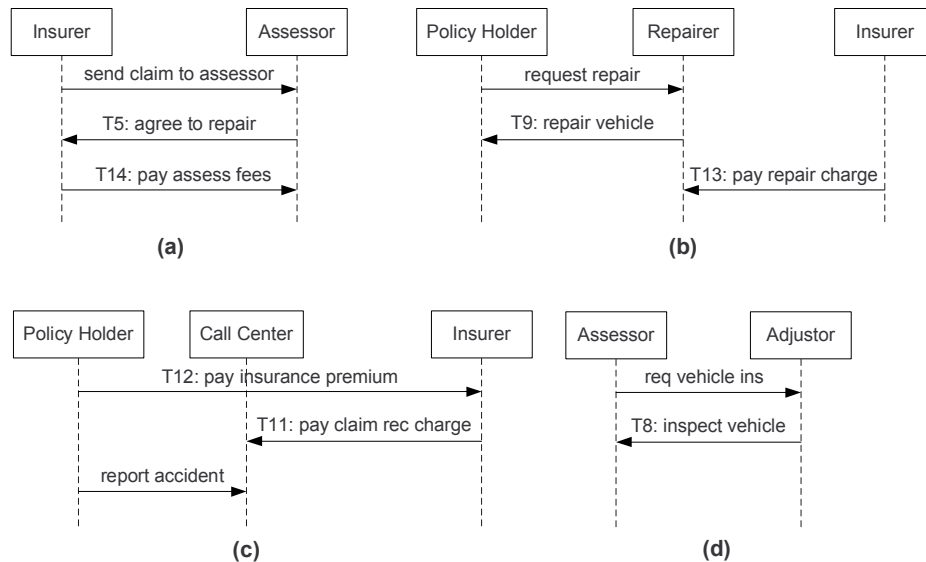 Insurer
Assessor
send claim to assessor
T5: agree to repair
T14: pay assess fees
(a)
Policy Holder
Repairer
Insurer
request repair
T9: repair vehicle
T13: pay repair charge
(b)
Policy Holder
Call Center
Insurer
T12: pay insurance premium
T11: pay claim rec charge
report accident
(c)
Assessor
Adjustor
req vehicle ins
T8: inspect vehicle
(d)